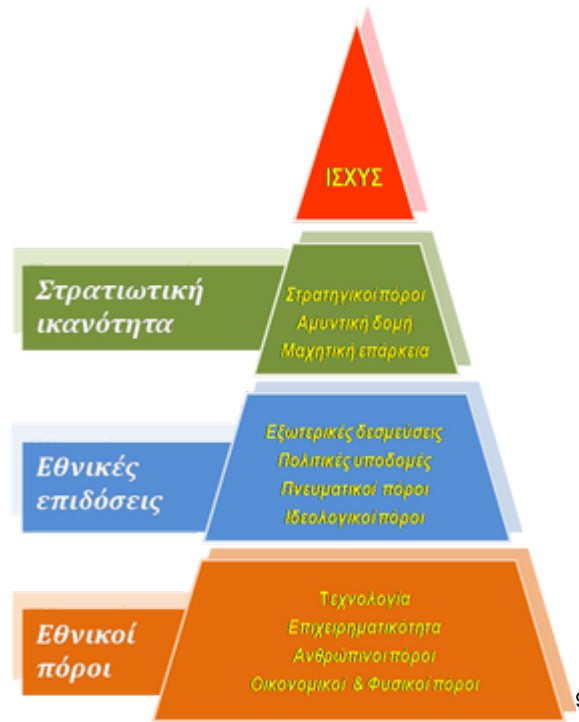 ΙΣΧΥΣ
Στρατιωτική
ικανότητα
Στρατηγικοί πόροι
Αμυντική δομή
Μαχητική επάρκεια
Εθνικές
επιδόσεις
Εξωτερικές δεσμεύσεις
Πολιτικές υποδομές
Πνευματικοί πόροι
Ιδεολογικοί πόροι
Εθνικοί
πόροι
Τεχνολογία
Επιχειρηματικότητα
Ανθρώπινοι πόροι
Οικονομικοί & Φυσικοί πόροι